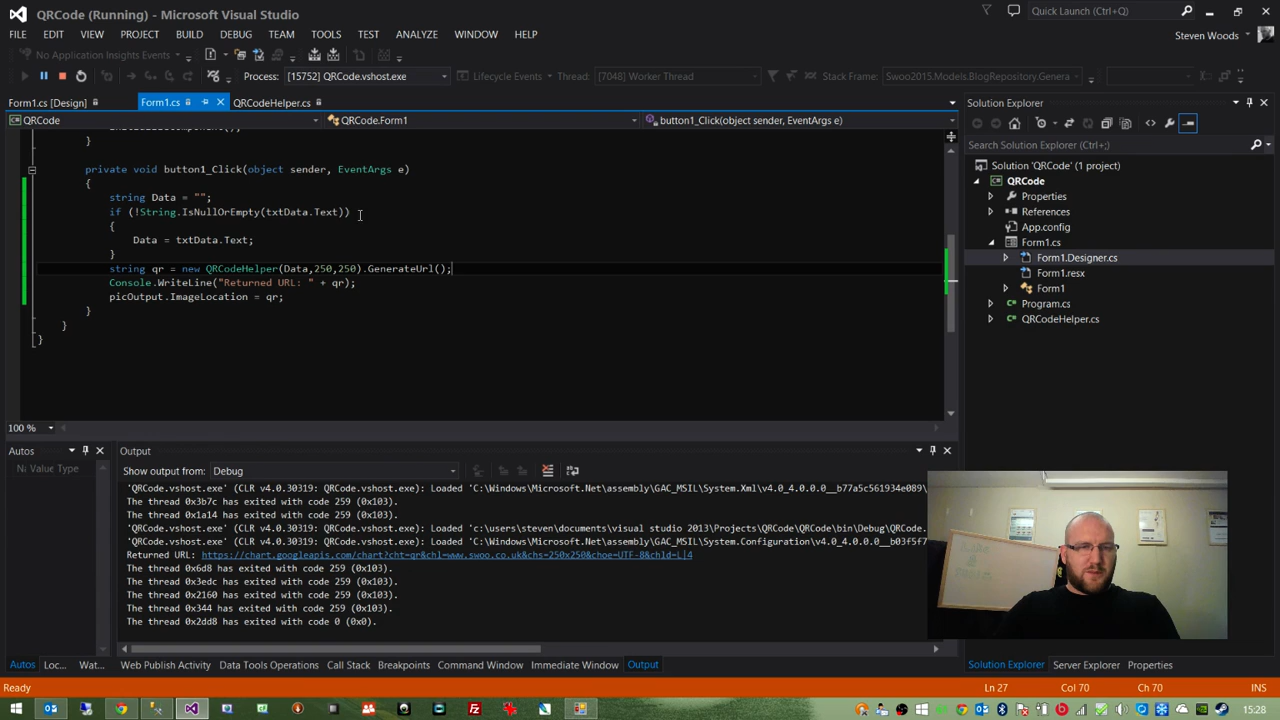 QRCode (Running) - Microsoft Visual Studio
Quick Launch (Ctrl+;)
FILE EDIT VIEW PROJECT BUILD DEBUG TEAM TOOLS TEST ANALYZE WINDOW HELP
Steven Woods
No Application Insights Events
Process: [15752] QRCode.vshost.exe Lifecycle Events Thread: [7048] Worker Thread Stack Frame: Swoo2015.Models.BlogRepository.Genera
Form1.cs [Design] Form1.cs QRCodeHelper.cs
QRCode QRCode.Form1 button1_Click(object sender, EventArgs e)
}
private void button1_Click(object sender, EventArgs e)
{
string Data = "";
if (!String.IsNullOrEmpty(txtData.Text))
{
Data = txtData.Text;
}
string qr = new QRCodeHelper(Data,250,250).GenerateUrl();
Console.WriteLine("Returned URL: " + qr);
picOutput.ImageLocation = qr;
}
}
}
100 %
Solution Explorer
Search Solution Explorer (Ctrl+;)
Solution 'QRCode' (1 project)
QRCode
Properties
References
App.config
Form1.cs
Form1.Designer.cs
Form1.resx
Form1
Program.cs
QRCodeHelper.cs
Autos
Na Value Type
Output
Show output from: Debug
'QRCode.vshost.exe' (CLR v4.0.30319: QRCode.vshost.exe): Loaded 'C:\Windows\Microsoft.Net\assembly\GAC_MSIL\System.Xml\v4.0_4.0.0.0__b77a5c561934e089\
The thread 0x3b7c has exited with code 259 (0x103).
The thread 0x1a14 has exited with code 259 (0x103).
'QRCode.vshost.exe' (CLR v4.0.30319: QRCode.vshost.exe): Loaded 'c:\users\steven\documents\visual studio 2013\Projects\QRCode\QRCode\bin\Debug\QRCode.
'QRCode.vshost.exe' (CLR v4.0.30319: QRCode.vshost.exe): Loaded 'C:\Windows\Microsoft.Net\assembly\GAC_MSIL\System.Configuration\v4.0_4.0.0.0__b03f5f7
Returned URL: https://chart.googleapis.com/chart?cht=qr&chl=www.swoo.co.uk&chs=250x250&choe=UTF-8&chld=L|4
The thread 0x6d8 has exited with code 259 (0x103).
The thread 0x3edc has exited with code 259 (0x103).
The thread 0x2160 has exited with code 259 (0x103).
The thread 0x344 has exited with code 259 (0x103).
The thread 0x2dd8 has exited with code 0 (0x0).
Autos Loc... Wat... Web Publish Activity Data Tools Operations Call Stack Breakpoints Command Window Immediate Window Output
Solution Explorer Server Explorer Properties
Ready Ln 27 Col 70 Ch 70 INS
15:28